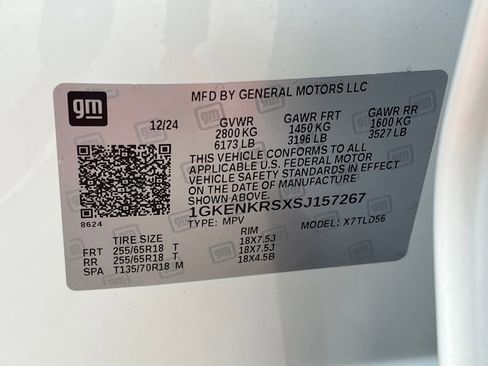 gm
MFD BY GENERAL MOTORS LLC
12/24 GVWR GAWR FRT GAWR RR
2800 KG 1450 KG 1600 KG
6173 LB 3196 LB 3527 LB
THIS VEHICLE CONFORMS TO ALL
APPLICABLE U.S. FEDERAL MOTOR
VEHICLE SAFETY STANDARDS IN EFFECT
ON THE DATE OF MANUFACTURE
SHOWN ABOVE.
1GKENKRSXSJ157267
8624 TYPE: MPV MODEL: X7TLO56
TIRE SIZE RIM
FRT 255/65R18 T 18X7.5J
RR 255/65R18 T 18X7.5J
SPA T135/70R18 M 18X4.5B